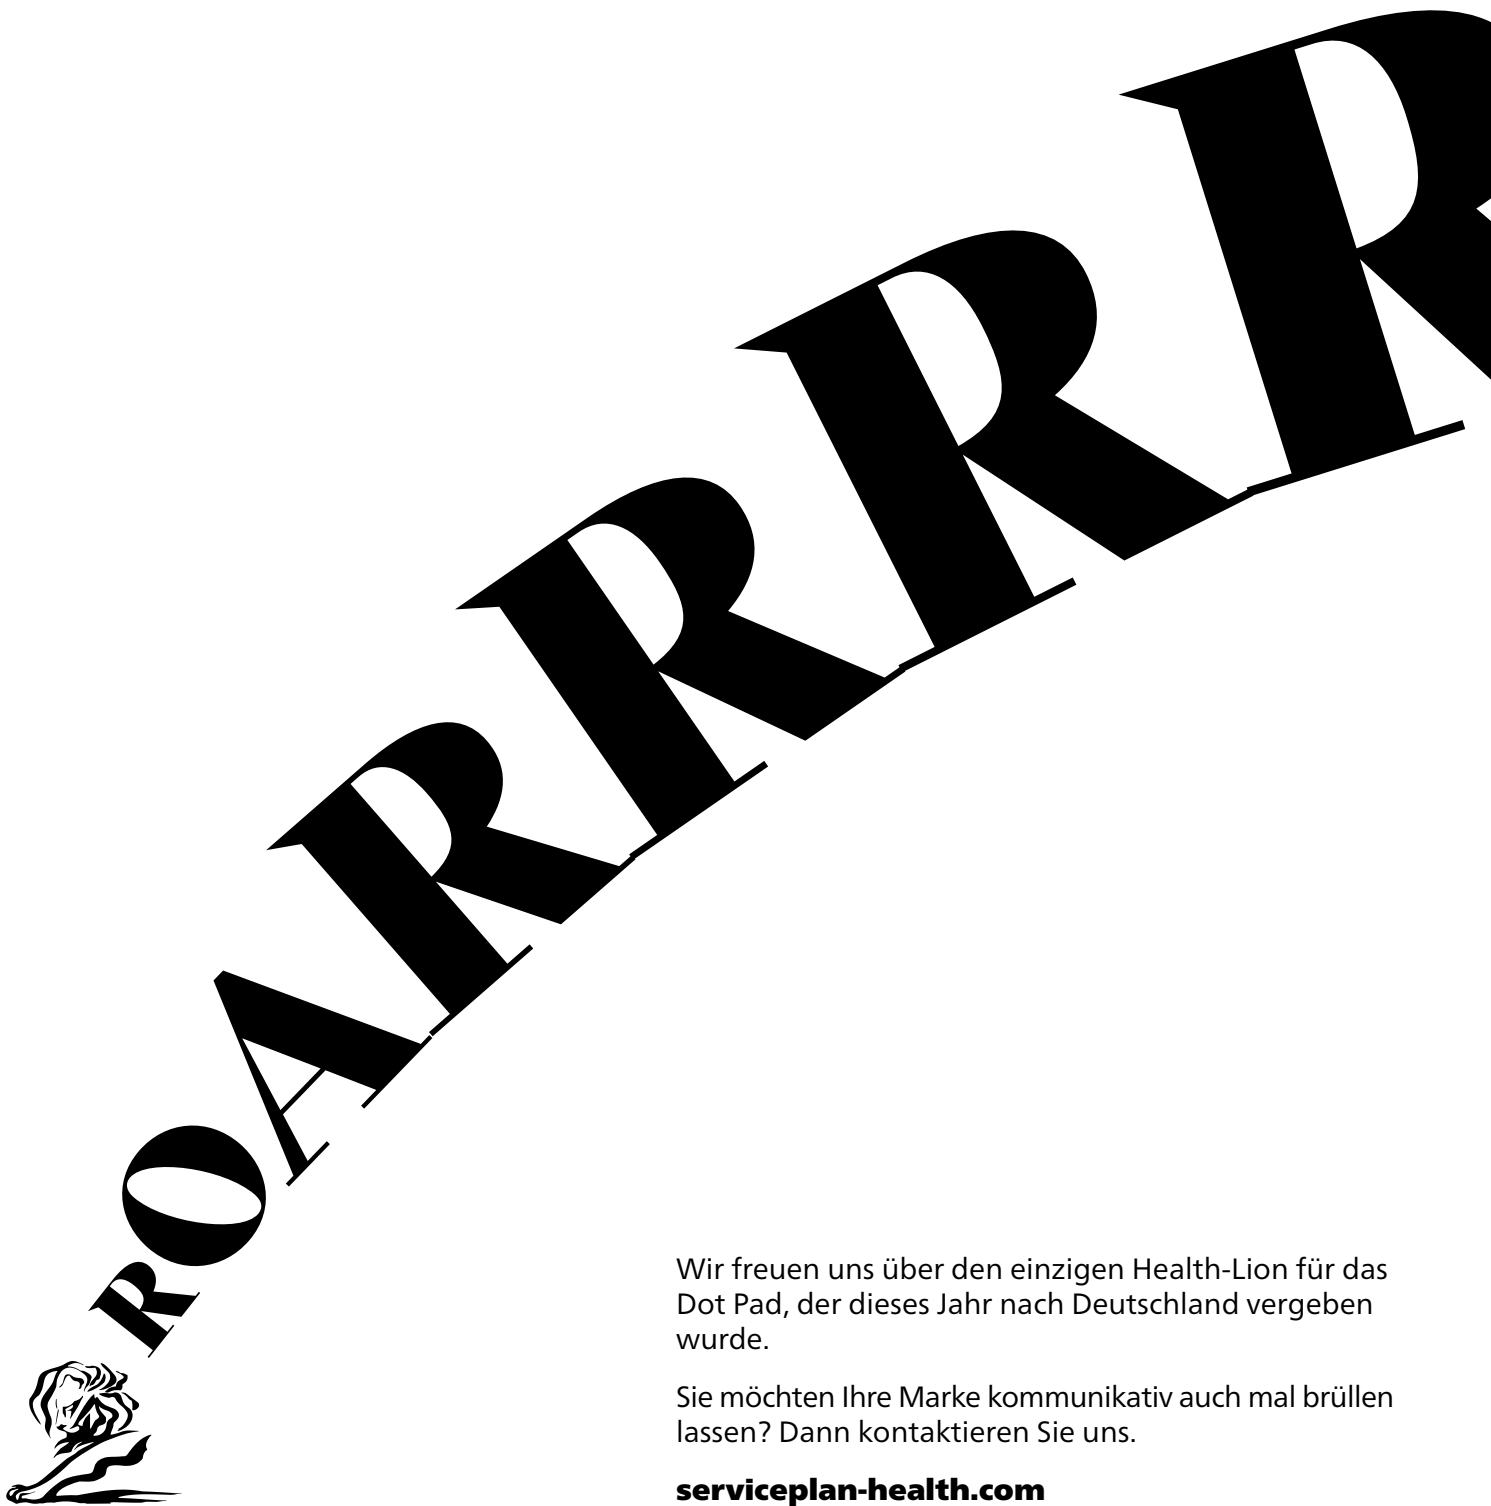 ROARRRR
Wir freuen uns über den einzigen Health-Lion für das
Dot Pad, der dieses Jahr nach Deutschland vergeben
wurde.
Sie möchten Ihre Marke kommunikativ auch mal brüllen
lassen? Dann kontaktieren Sie uns.
serviceplan-health.com